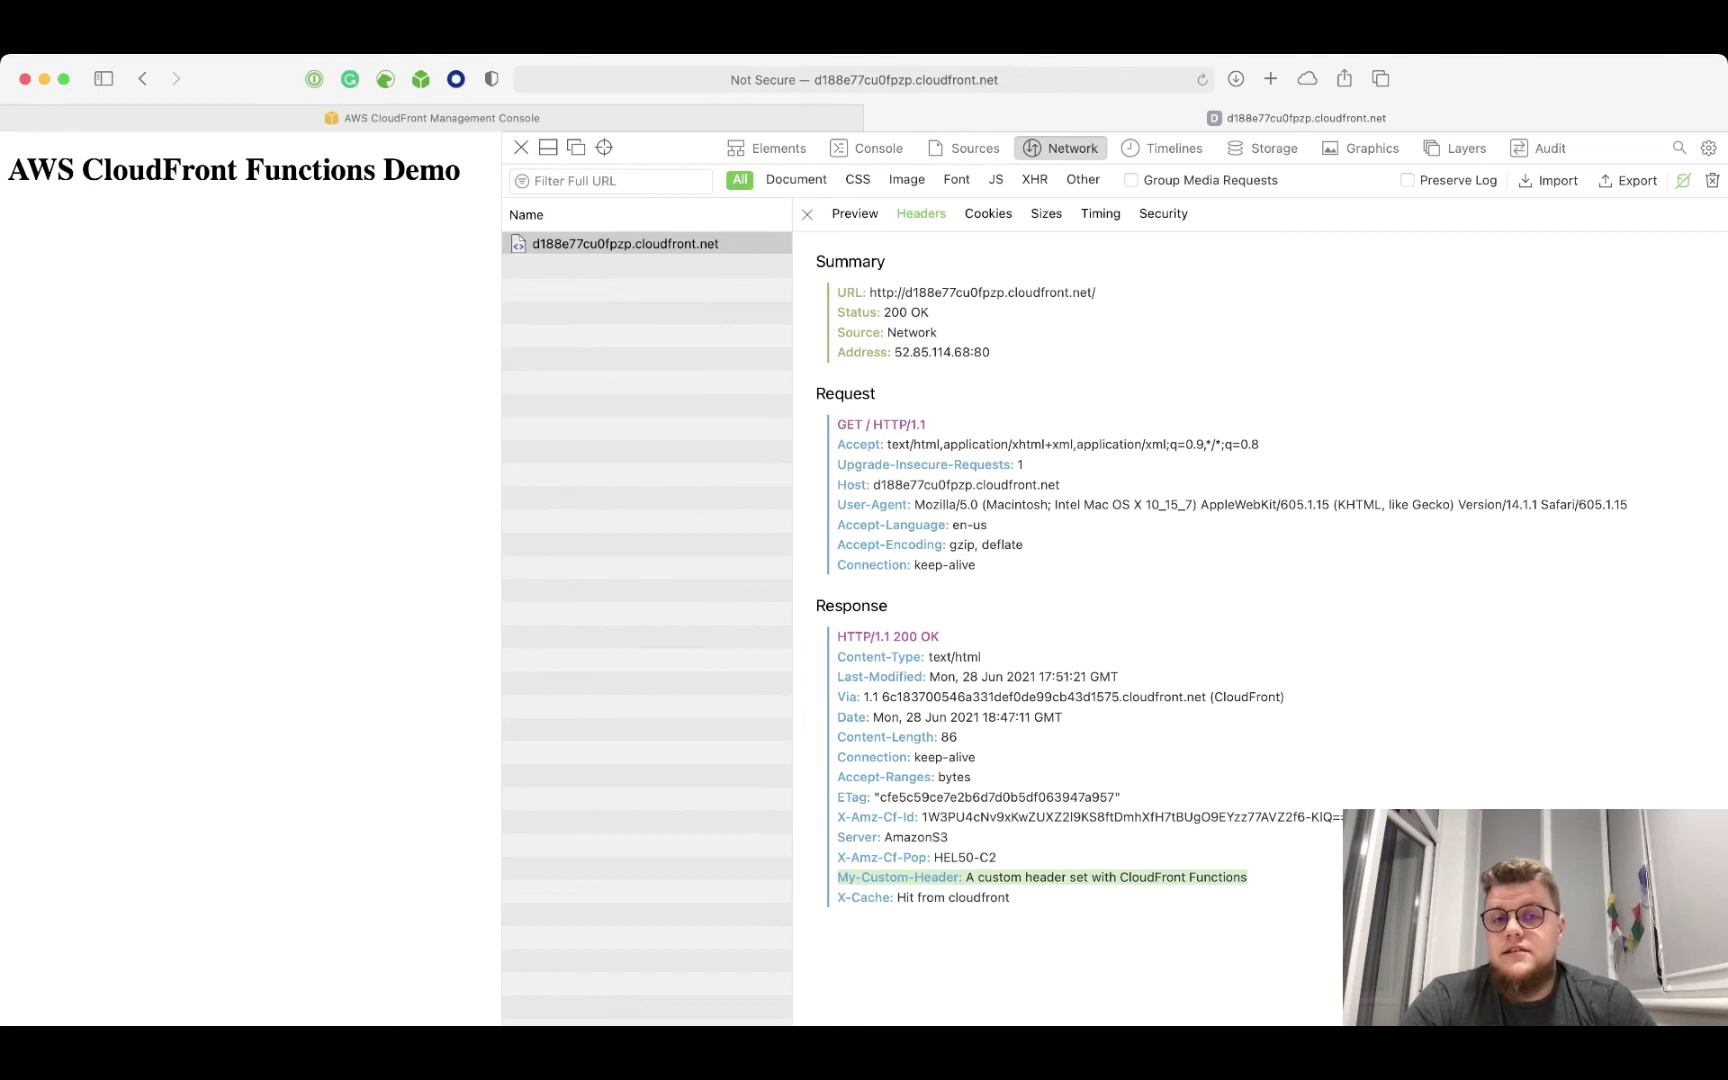 Not Secure — d188e77cu0fpzp.cloudfront.net
AWS CloudFront Management Console
D d188e77cu0fpzp.cloudfront.net
AWS CloudFront Functions Demo
Elements Console Sources Network Timelines Storage Graphics Layers Audit
Filter Full URL All Document CSS Image Font JS XHR Other Group Media Requests Preserve Log Import Export
Name
Preview Headers Cookies Sizes Timing Security
d188e77cu0fpzp.cloudfront.net
Summary
URL: http://d188e77cu0fpzp.cloudfront.net/
Status: 200 OK
Source: Network
Address: 52.85.114.68:80
Request
GET / HTTP/1.1
Accept: text/html,application/xhtml+xml,application/xml;q=0.9,*/*;q=0.8
Upgrade-Insecure-Requests: 1
Host: d188e77cu0fpzp.cloudfront.net
User-Agent: Mozilla/5.0 (Macintosh; Intel Mac OS X 10_15_7) AppleWebKit/605.1.15 (KHTML, like Gecko) Version/14.1.1 Safari/605.1.15
Accept-Language: en-us
Accept-Encoding: gzip, deflate
Connection: keep-alive
Response
HTTP/1.1 200 OK
Content-Type: text/html
Last-Modified: Mon, 28 Jun 2021 17:51:21 GMT
Via: 1.1 6c183700546a331def0de99cb43d1575.cloudfront.net (CloudFront)
Date: Mon, 28 Jun 2021 18:47:11 GMT
Content-Length: 86
Connection: keep-alive
Accept-Ranges: bytes
ETag: "cfe5c59ce7e2b6d7d0b5df063947a957"
X-Amz-Cf-Id: 1W3PU4cNv9xKwZUXZ2l9KS8ftDmhXfH7tBUgO9EYzz77AVZ2f6-KlQ==
Server: AmazonS3
X-Amz-Cf-Pop: HEL50-C2
My-Custom-Header: A custom header set with CloudFront Functions
X-Cache: Hit from cloudfront